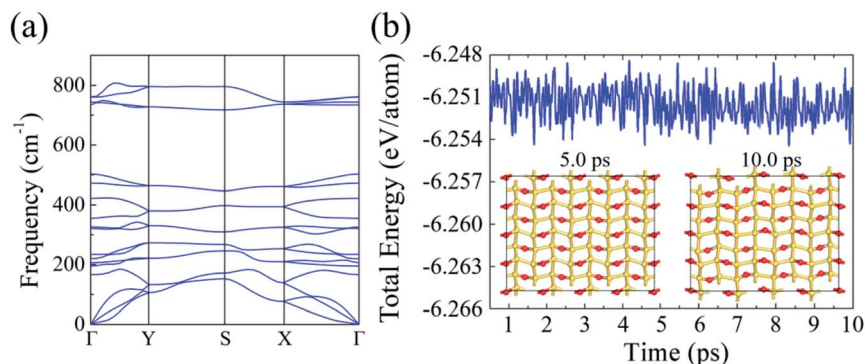 (a)
Frequency (cm-1)
800
600
400
200
0
Γ Y S X Γ
(b)
Total Energy (eV/atom)
-6.248
-6.251
-6.254
-6.257
-6.260
-6.263
-6.266
5.0 ps 10.0 ps
1 2 3 4 5 6 7 8 9 10
Time (ps)